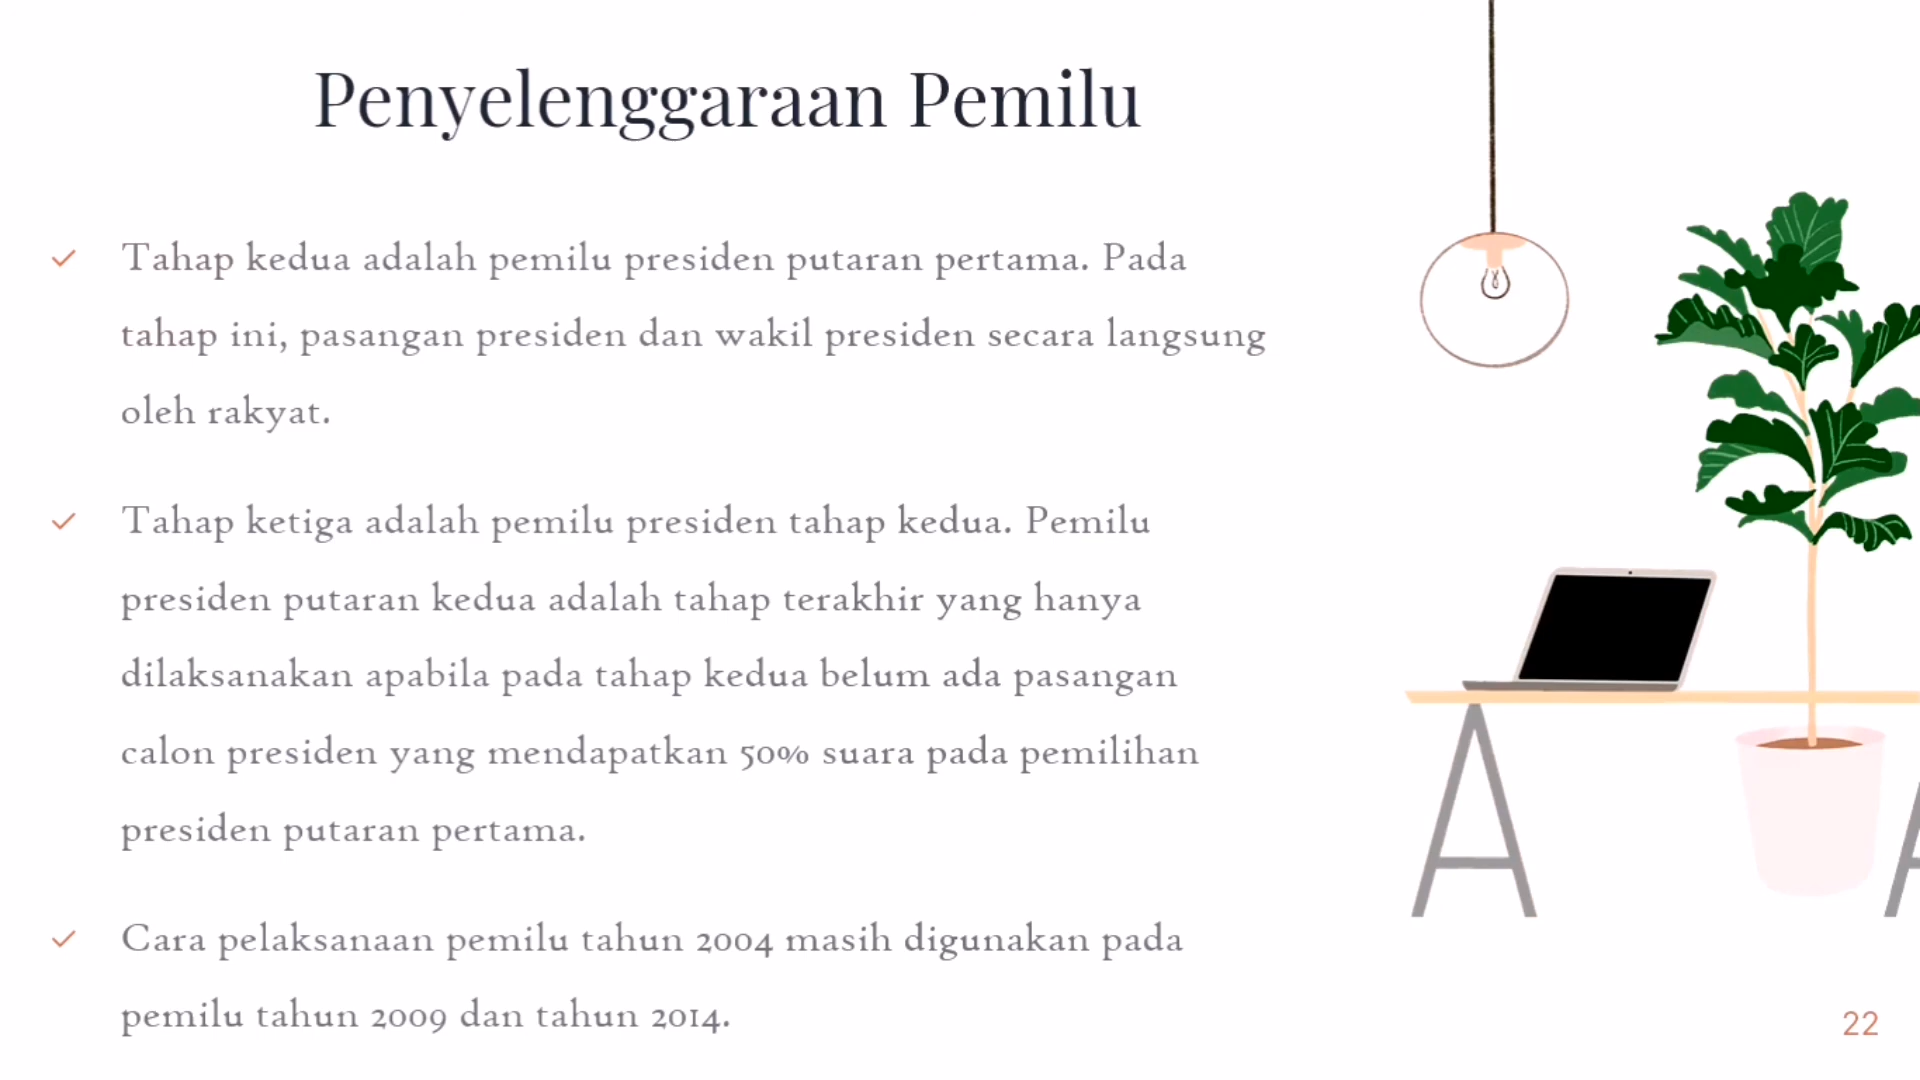 Penyelenggaraan Pemilu
Tahap kedua adalah pemilu presiden putaran pertama. Pada
tahap ini, pasangan presiden dan wakil presiden secara langsung
oleh rakyat.
Tahap ketiga adalah pemilu presiden tahap kedua. Pemilu
presiden putaran kedua adalah tahap terakhir yang hanya
dilaksanakan apabila pada tahap kedua belum ada pasangan
calon presiden yang mendapatkan 50% suara pada pemilihan
presiden putaran pertama.
Cara pelaksanaan pemilu tahun 2004 masih digunakan pada
pemilu tahun 2009 dan tahun 2014.
22